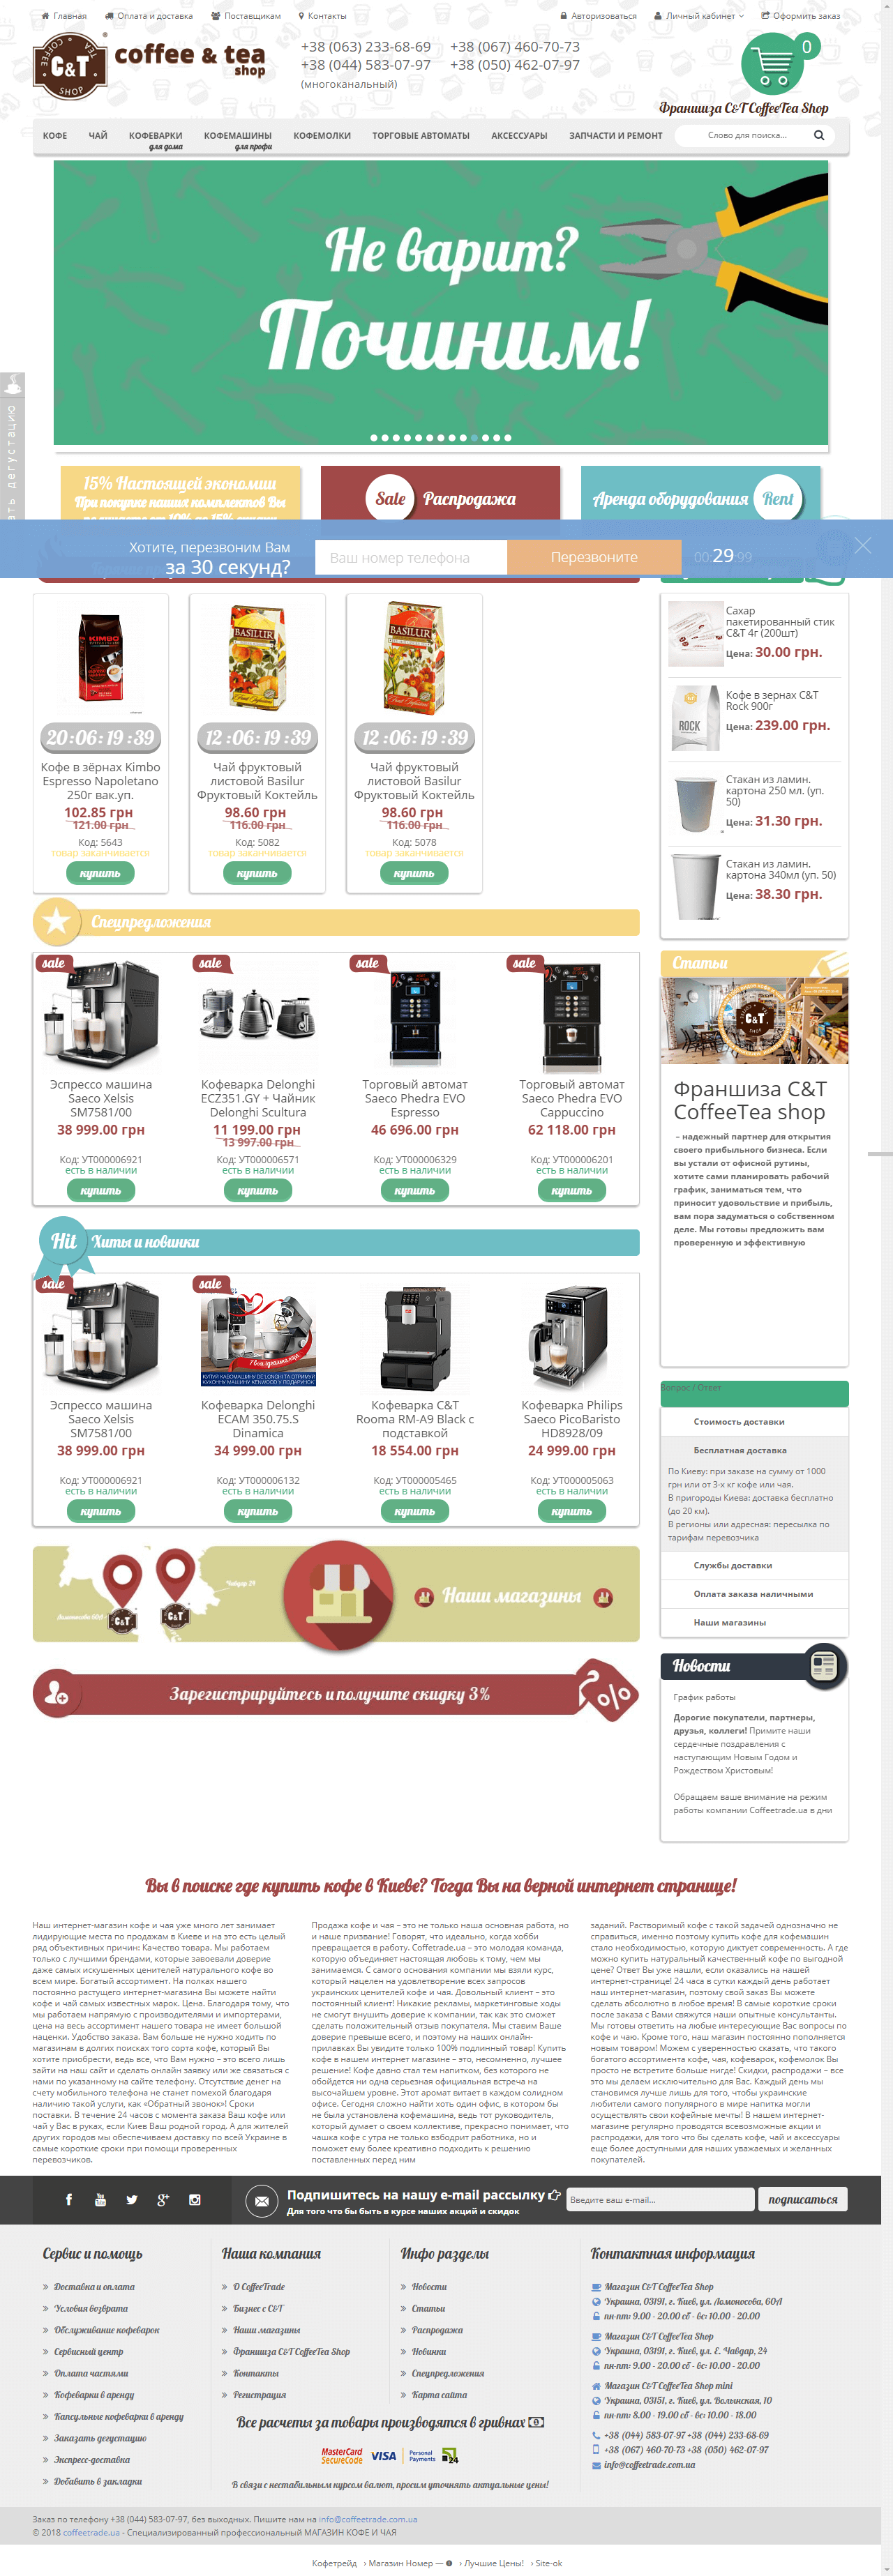 Главная
Оплата и доставка
Поставщикам
Контакты
Авторизоваться
Личный кабинет
Оформить заказ
COFFEE TEA C&T SHOP
coffee & tea
shop
+38 (063) 233-68-69 +38 (067) 460-70-73
+38 (044) 583-07-97 +38 (050) 462-07-97
(многоканальный)
0
Франшиза C&T CoffeeTea Shop
КОФЕ
ЧАЙ
КОФЕВАРКИ
для дома
КОФЕМАШИНЫ
для профи
КОФЕМОЛКИ
ТОРГОВЫЕ АВТОМАТЫ
АКСЕССУАРЫ
ЗАПЧАСТИ И РЕМОНТ
Слово для поиска...
Не варит?
Починим!
дегустацию
15% Настоящей экономии
При покупке наших комплектов Вы
Sale Распродажа
Аренда оборудования Rent
Хотите, перезвоним Вам
за 30 секунд?
Ваш номер телефона
Перезвоните
00:29:99
KIMBO
20:06:19:39
Кофе в зёрнах Kimbo
Espresso Napoletano
250г вак.уп.
102.85 грн
121.00 грн
Код: 5643
товар заканчивается
купить
BASILUR
12:06:19:39
Чай фруктовый
листовой Basilur
Фруктовый Коктейль
98.60 грн
116.00 грн
Код: 5082
товар заканчивается
купить
BASILUR
12:06:19:39
Чай фруктовый
листовой Basilur
Фруктовый Коктейль
98.60 грн
116.00 грн
Код: 5078
товар заканчивается
купить
Сахар
пакетированный стик
C&T 4г (200шт)
Цена: 30.00 грн.
ROCK
Кофе в зернах C&T
Rock 900г
Цена: 239.00 грн.
Стакан из ламин.
картона 250 мл. (уп.
50)
Цена: 31.30 грн.
Стакан из ламин.
картона 340мл (уп. 50)
Цена: 38.30 грн.
Спецпредложения
sale
Эспрессо машина
Saeco Xelsis
SM7581/00
38 999.00 грн
Код: УТ000006921
есть в наличии
купить
sale
Кофеварка Delonghi
ECZ351.GY + Чайник
Delonghi Scultura
11 199.00 грн
13 997.00 грн
Код: УТ000006571
есть в наличии
купить
sale
Торговый автомат
Saeco Phedra EVO
Espresso
46 696.00 грн
Код: УТ000006329
есть в наличии
купить
sale
Торговый автомат
Saeco Phedra EVO
Cappuccino
62 118.00 грн
Код: УТ000006201
есть в наличии
купить
Статьи
C&T
Франшиза C&T
CoffeeTea shop
– надежный партнер для открытия
своего прибыльного бизнеса. Если
вы устали от офисной рутины,
хотите сами планировать рабочий
график, заниматься тем, что
приносит удовольствие и прибыль,
вам пора задуматься о собственном
деле. Мы готовы предложить вам
проверенную и эффективную
Hit Хиты и новинки
sale
Эспрессо машина
Saeco Xelsis
SM7581/00
38 999.00 грн
Код: УТ000006921
есть в наличии
купить
sale
Кофеварка Delonghi
ECAM 350.75.S
Dinamica
34 999.00 грн
Код: УТ000006132
есть в наличии
купить
Кофеварка C&T
Rooma RM-A9 Black с
подставкой
18 554.00 грн
Код: УТ000005465
есть в наличии
купить
Кофеварка Philips
Saeco PicoBaristo
HD8928/09
24 999.00 грн
Код: УТ000005063
есть в наличии
купить
Вопрос / Ответ
Стоимость доставки
Бесплатная доставка
По Киеву: при заказе на сумму от 1000
грн или от 3-х кг кофе или чая.
В пригороды Киева: доставка бесплатно
(до 20 км).
В регионы или адресная: пересылка по
тарифам перевозчика
Службы доставки
Оплата заказа наличными
Наши магазины
Ломоносова 60А
C&T
C&T
Чавдар 24
Наши магазины
Зарегистрируйтесь и получите скидку 3%
%
Новости
График работы
Дорогие покупатели, партнеры,
друзья, коллеги! Примите наши
сердечные поздравления с
наступающим Новым Годом и
Рождеством Христовым!
Обращаем ваше внимание на режим
работы компании Coffeetrade.ua в дни
Вы в поиске где купить кофе в Киеве? Тогда Вы на верной интернет странице!
Наш интернет-магазин кофе и чая уже много лет занимает
лидирующие места по продажам в Киеве и на это есть целый
ряд объективных причин: Качество товара. Мы работаем
только с лучшими брендами, которые завоевали доверие
даже самых искушенных ценителей натурального кофе во
всем мире. Богатый ассортимент. На полках нашего
постоянно растущего интернет-магазина Вы можете найти
кофе и чай самых известных марок. Цена. Благодаря тому, что
мы работаем напрямую с производителями и импортерами,
цена на весь ассортимент нашего товара не имеет большой
наценки. Удобство заказа. Вам больше не нужно ходить по
магазинам в долгих поисках того сорта кофе, который Вы
хотите приобрести, ведь все, что Вам нужно – это всего лишь
зайти на наш сайт и сделать онлайн заявку или же связаться с
нами по указанному на сайте телефону. Отсутствие денег на
счету мобильного телефона не станет помехой благодаря
наличию такой услуги, как «Обратный звонок»! Сроки
поставки. В течение 24 часов с момента заказа Ваш кофе или
чай у Вас в руках, если Киев Ваш родной город. А для жителей
других городов мы обеспечиваем доставку по всей Украине в
самые короткие сроки при помощи проверенных
перевозчиков.
Продажа кофе и чая – это не только наша основная работа, но
и наше призвание! Говорят, что идеально, когда хобби
превращается в работу. Coffetrade.ua – это молодая команда,
которую объединяет настоящая любовь к тому, чем мы
занимаемся. С самого основания компании мы взяли курс,
который нацелен на удовлетворение всех запросов
украинских ценителей кофе и чая. Довольный клиент – это
постоянный клиент! Никакие рекламы, маркетинговые ходы
не смогут внушить доверие к компании, так как это сможет
сделать положительный отзыв покупателя. Мы ставим Ваше
доверие превыше всего, и поэтому на наших онлайн-
прилавках Вы увидите только 100% подлинный товар! Купить
кофе в нашем интернет магазине – это, несомненно, лучшее
решение! Кофе давно стал тем напитком, без которого не
обойдется ни одна серьезная официальная встреча на
высочайшем уровне. Этот аромат витает в каждом солидном
офисе. Сегодня сложно найти хоть один офис, в котором бы
не была установлена кофемашина, ведь тот руководитель,
который думает о своем коллективе, прекрасно понимает, что
чашка кофе с утра не только взбодрит работника, но и
поможет ему более креативно подходить к решению
поставленных перед ним
заданий. Растворимый кофе с такой задачей однозначно не
справиться, именно поэтому купить кофе для кофемашин
стало необходимостью, которую диктует современность. А где
можно купить натуральный качественный кофе по выгодной
цене? Ответ Вы уже нашли, если оказались на нашей
интернет-странице! 24 часа в сутки каждый день работает
наш интернет-магазин, поэтому свой заказ Вы можете
сделать абсолютно в любое время! В самые короткие сроки
после заказа с Вами свяжутся наши опытные консультанты.
Мы готовы ответить на любые интересующие Вас вопросы по
кофе и чаю. Кроме того, наш магазин постоянно пополняется
новым товаром! Можем с уверенностью сказать, что такого
богатого ассортимента кофе, чая, кофеварок, кофемолок Вы
просто не встретите больше нигде! Скидки, распродажи – все
это мы делаем исключительно для Вас. Каждый день мы
становимся лучше лишь для того, чтобы украинские
любители самого популярного в мире напитка могли
осуществлять свои кофейные мечты! В нашем интернет-
магазине регулярно проводятся всевозможные акции и
распродажи, для того что бы сделать кофе, чай и аксессуары
еще более доступными для наших уважаемых и желанных
покупателей.
Подпишитесь на нашу e-mail рассылку
Для того что бы быть в курсе наших акций и скидок
Введите ваш e-mail...
подписаться
Сервис и помощь
Доставка и оплата
Условия возврата
Обслуживание кофеварок
Сервисный центр
Оплата частями
Кофеварки в аренду
Капсульные кофеварки в аренду
Заказать дегустацию
Экспресс-доставка
Добавить в закладки
Наша компания
О CoffeeTrade
Бизнес с C&T
Наши магазины
Франшиза C&T CoffeeTea Shop
Контакты
Регистрация
Инфо разделы
Новости
Статьи
Распродажа
Новинки
Спецпредложения
Карта сайта
Все расчеты за товары производятся в гривнах
MasterCard SecureCode VISA Personal Payments 24
В связи с нестабильным курсом валют, просим уточнять актуальные цены!
Контактная информация
Магазин C&T CoffeeTea Shop
Украина, 03191, г. Киев, ул. Ломоносова, 60А
пн-пт: 9.00 - 20.00 сб - вс: 10.00 - 20.00
Магазин C&T CoffeeTea Shop
Украина, 03191, г. Киев, ул. Е. Чавдар, 24
пн-пт: 9.00 - 20.00 сб - вс: 10.00 - 20.00
Магазин C&T CoffeeTea Shop mini
Украина, 03151, г. Киев, ул. Волынская, 10
пн-пт: 8.00 - 19.00 сб - вс: 10.00 - 18.00
+38 (044) 583-07-97 +38 (044) 233-68-69
+38 (067) 460-70-73 +38 (050) 462-07-97
info@coffeetrade.com.ua
Заказ по телефону +38 (044) 583-07-97, без выходных. Пишите нам на info@coffeetrade.com.ua
© 2018 coffeetrade.ua - Специализированный профессиональный МАГАЗИН КОФЕ И ЧАЯ
Кофетрейд › Магазин Номер — ❶ › Лучшие Цены! › Site-ok